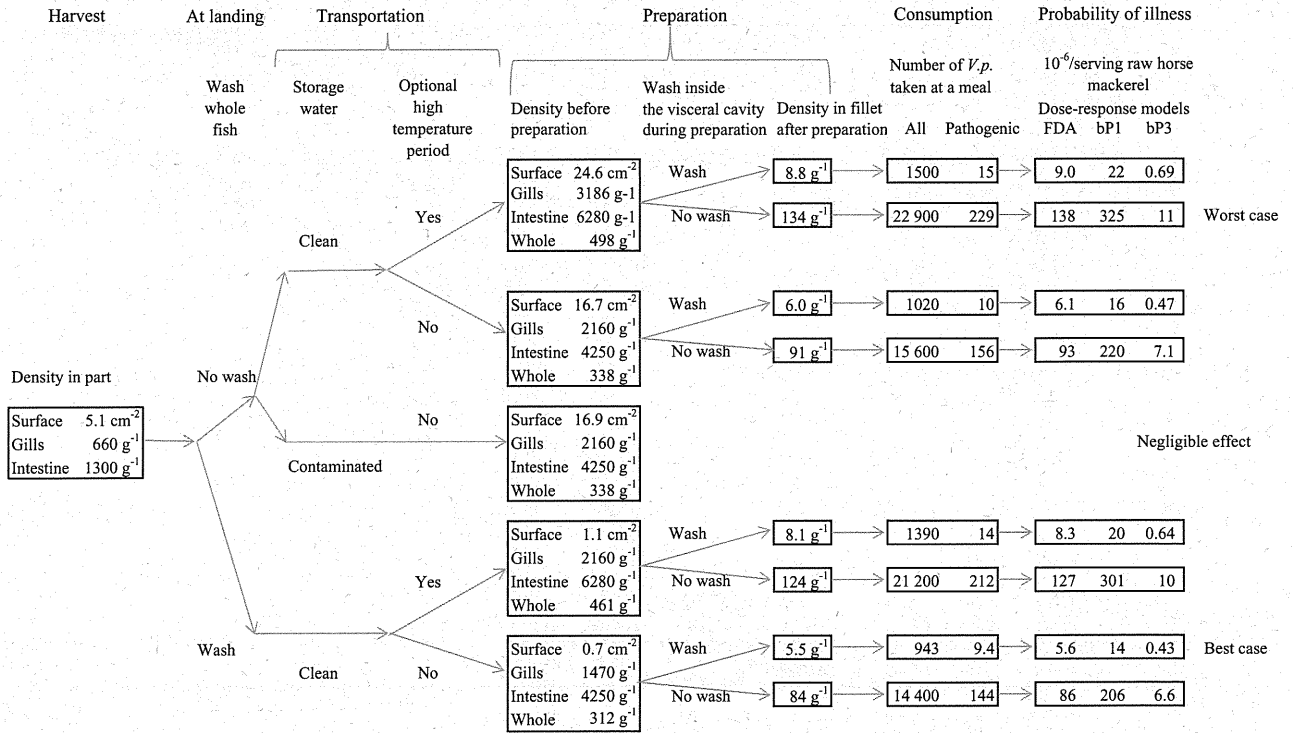 Harvest At landing Transportation Preparation Consumption Probability of illness
Wash whole fish
Storage water
Optional high temperature period
Density before preparation
Wash inside the visceral cavity during preparation
Density in fillet after preparation
Number of V.p. taken at a meal
All Pathogenic
10⁻⁶/serving raw horse mackerel
Dose-response models
FDA bP1 bP3
Density in part
Surface 5.1 cm⁻²
Gills 660 g⁻¹
Intestine 1300 g⁻¹
No wash
Clean
Yes
Surface 24.6 cm⁻²
Gills 3186 g-1
Intestine 6280 g-1
Whole 498 g⁻¹
Wash 8.8 g⁻¹ 1500 15 9.0 22 0.69
No wash 134 g⁻¹ 22 900 229 138 325 11 Worst case
No
Surface 16.7 cm⁻²
Gills 2160 g⁻¹
Intestine 4250 g⁻¹
Whole 338 g⁻¹
Wash 6.0 g⁻¹ 1020 10 6.1 16 0.47
No wash 91 g⁻¹ 15 600 156 93 220 7.1
Contaminated
No
Surface 16.9 cm⁻²
Gills 2160 g⁻¹
Intestine 4250 g⁻¹
Whole 338 g⁻¹
Negligible effect
Wash
Clean
Yes
Surface 1.1 cm⁻²
Gills 2160 g⁻¹
Intestine 6280 g⁻¹
Whole 461 g⁻¹
Wash 8.1 g⁻¹ 1390 14 8.3 20 0.64
No wash 124 g⁻¹ 21 200 212 127 301 10
No
Surface 0.7 cm⁻²
Gills 1470 g⁻¹
Intestine 4250 g⁻¹
Whole 312 g⁻¹
Wash 5.5 g⁻¹ 943 9.4 5.6 14 0.43 Best case
No wash 84 g⁻¹ 14 400 144 86 206 6.6